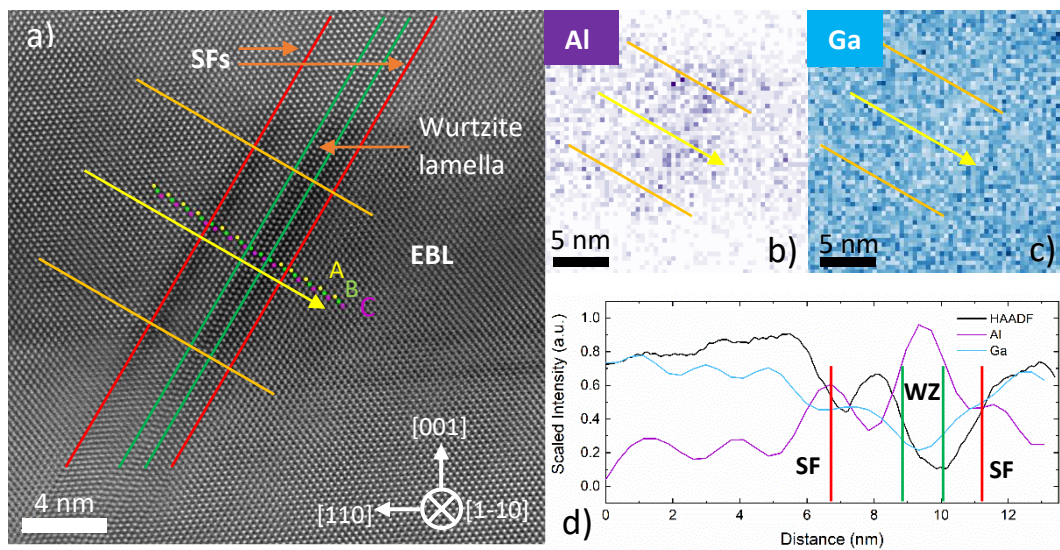 a)
SFs
Wurtzite
lamella
EBL
A
B
C
[001]
[110]
[1-10]
4 nm
Al
5 nm
b)
Ga
5 nm
c)
Scaled Intensity (a.u.)
1.0
0.8
0.6
0.4
0.2
0.0
HAADF
Al
Ga
WZ
SF
SF
d)
0
2
4
6
8
10
12
Distance (nm)